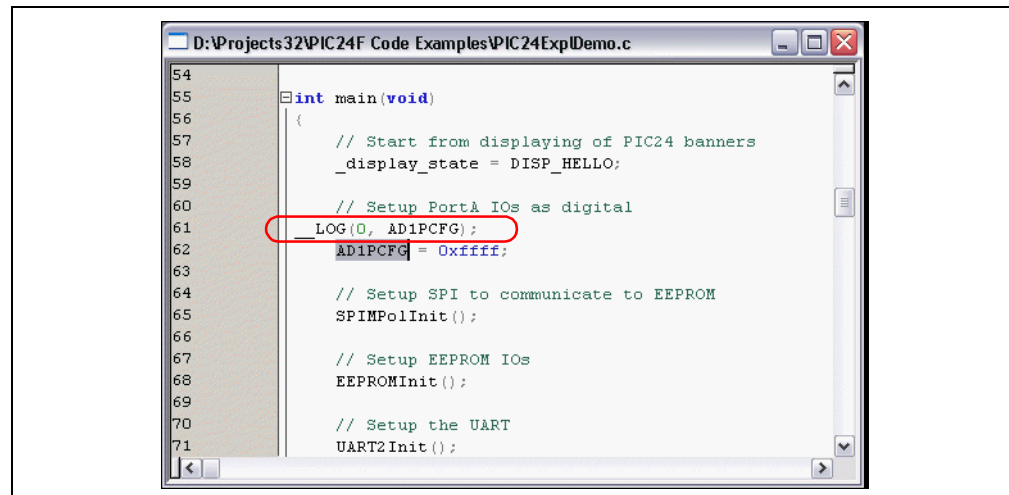 D:\Projects32\PIC24F Code Examples\PIC24ExplDemo.c
54
55 int main(void)
56 {
57 // Start from displaying of PIC24 banners
58 _display_state = DISP_HELLO;
59
60 // Setup PortA IOs as digital
61 __LOG(0, AD1PCFG);
62 AD1PCFG = 0xffff;
63
64 // Setup SPI to communicate to EEPROM
65 SPIMPolInit();
66
67 // Setup EEPROM IOs
68 EEPROMInit();
69
70 // Setup the UART
71 UART2Init();